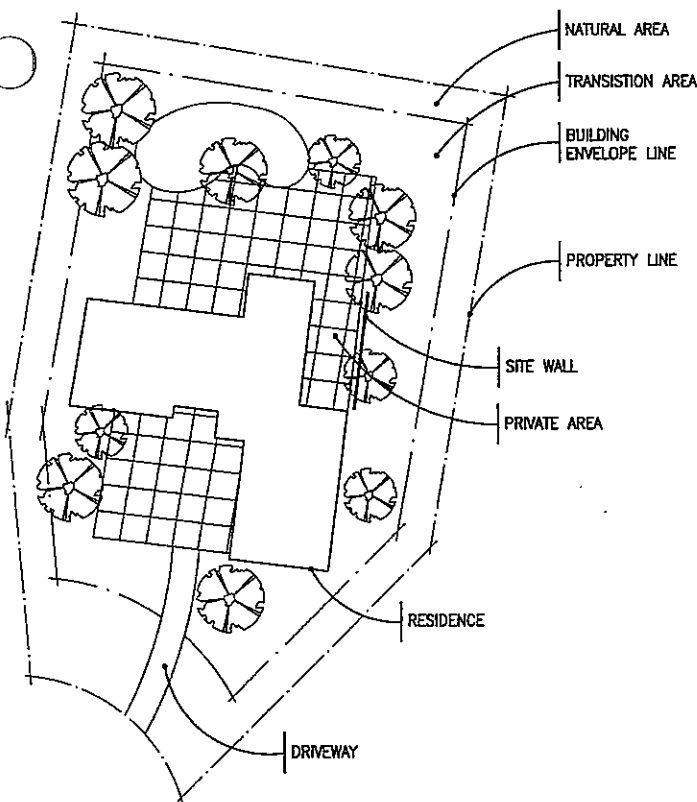 NATURAL AREA
TRANSISTION AREA
BUILDING
ENVELOPE LINE
PROPERTY LINE
SITE WALL
PRIVATE AREA
RESIDENCE
DRIVEWAY